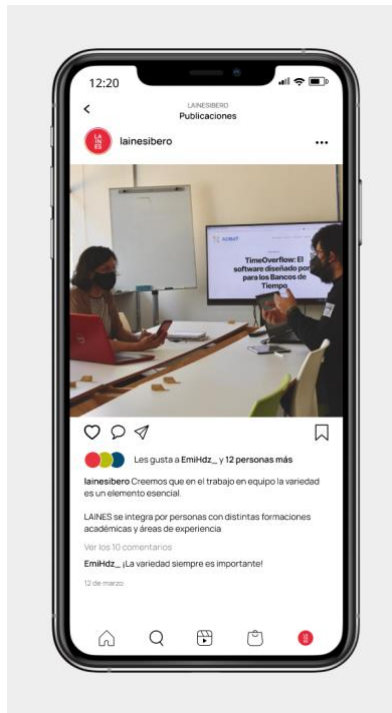 12:20
LAINESIBERO
Publicaciones
LA
IN
ES
lainesibero
TimeOverflow: El
software diseñado por
para los Bancos de
Tiempo
Les gusta a EmiHdz_ y 12 personas más
lainesibero Creemos que en el trabajo en equipo la variedad
es un elemento esencial.
LAINES se integra por personas con distintas formaciones
académicas y áreas de experiencia
Ver los 10 comentarios
EmiHdz_ ¡La variedad siempre es importante!
12 de marzo